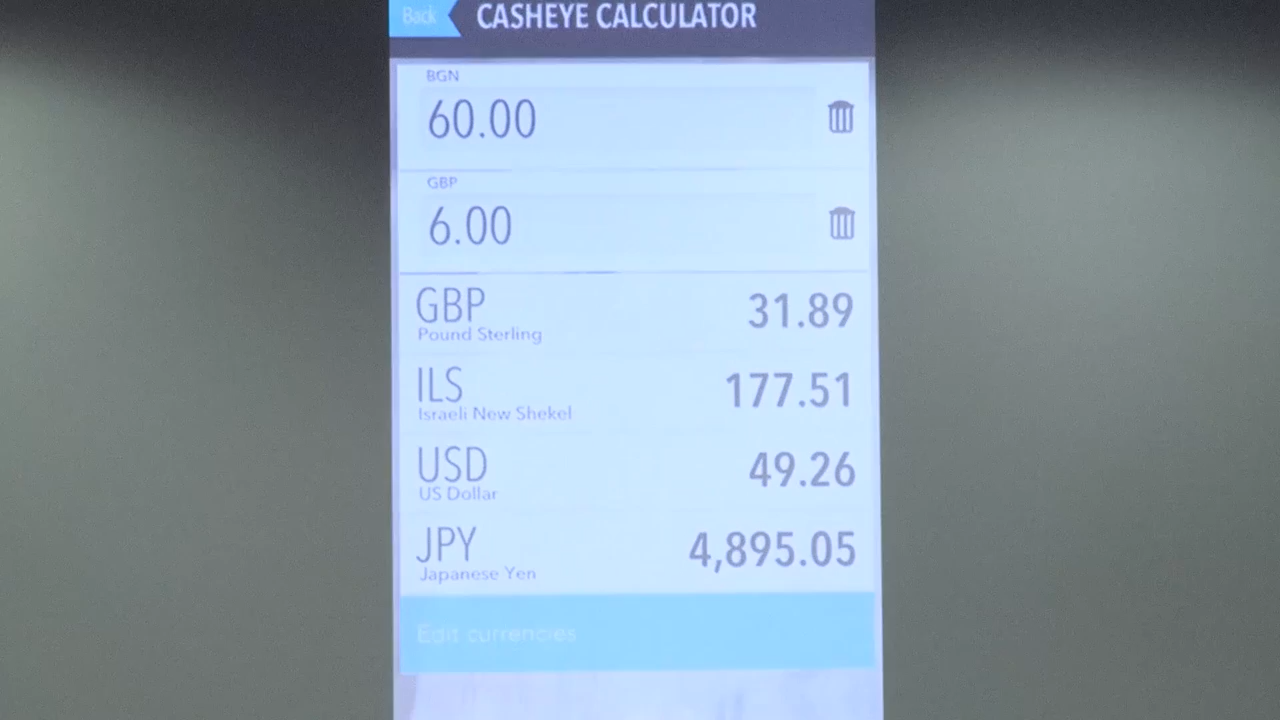 Back
CASHEYE CALCULATOR
BGN
60.00
GBP
6.00
GBP
31.89
Pound Sterling
ILS
177.51
Israeli New Shekel
USD
49.26
US Dollar
JPY
4,895.05
Japanese Yen
Edit currencies